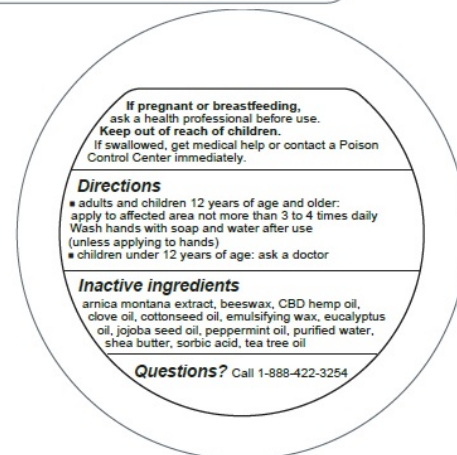 If pregnant or breastfeeding,
ask a health professional before use.
Keep out of reach of children.
If swallowed, get medical help or contact a Poison
Control Center immediately.
Directions
▪ adults and children 12 years of age and older:
apply to affected area not more than 3 to 4 times daily
Wash hands with soap and water after use
(unless applying to hands)
▪ children under 12 years of age: ask a doctor
Inactive ingredients
arnica montana extract, beeswax, CBD hemp oil,
clove oil, cottonseed oil, emulsifying wax, eucalyptus
oil, jojoba seed oil, peppermint oil, purified water,
shea butter, sorbic acid, tea tree oil
Questions? Call 1-888-422-3254